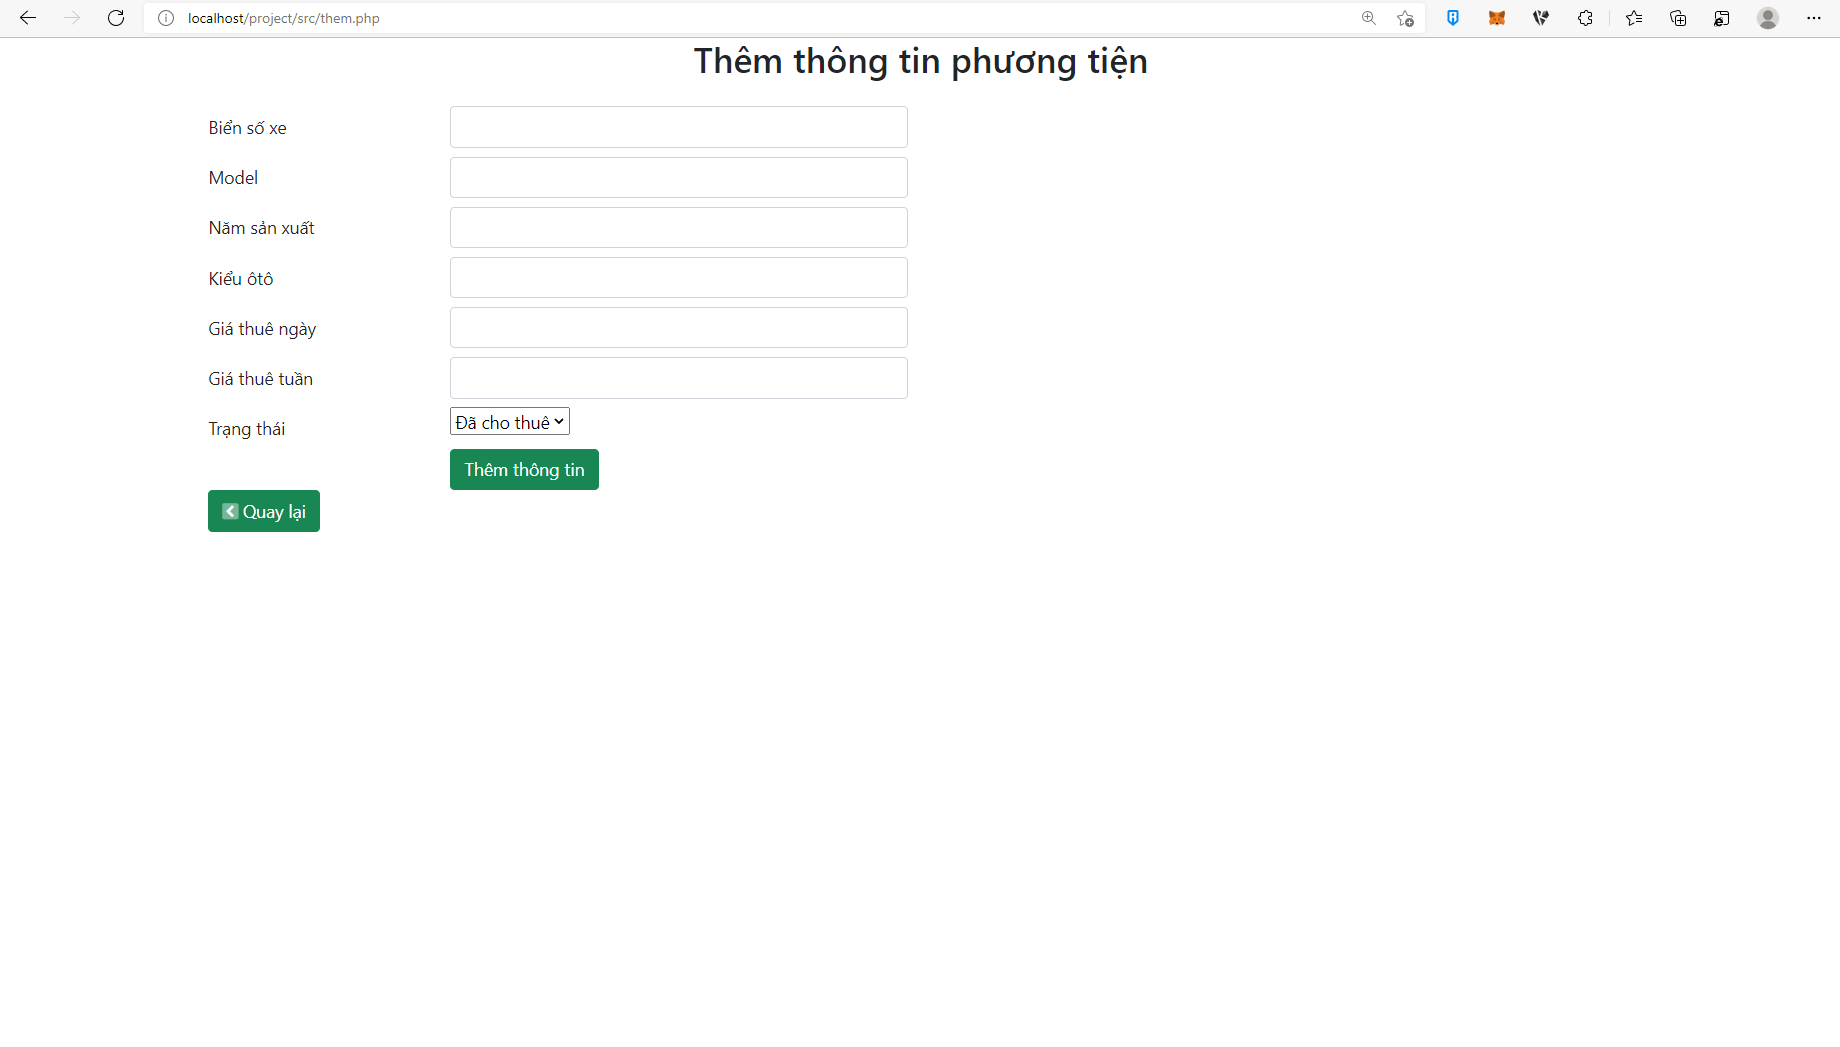 localhost/project/src/them.php
Thêm thông tin phương tiện
Biển số xe
Model
Năm sản xuất
Kiểu ôtô
Giá thuê ngày
Giá thuê tuần
Trạng thái
Đã cho thuê
Thêm thông tin
Quay lại